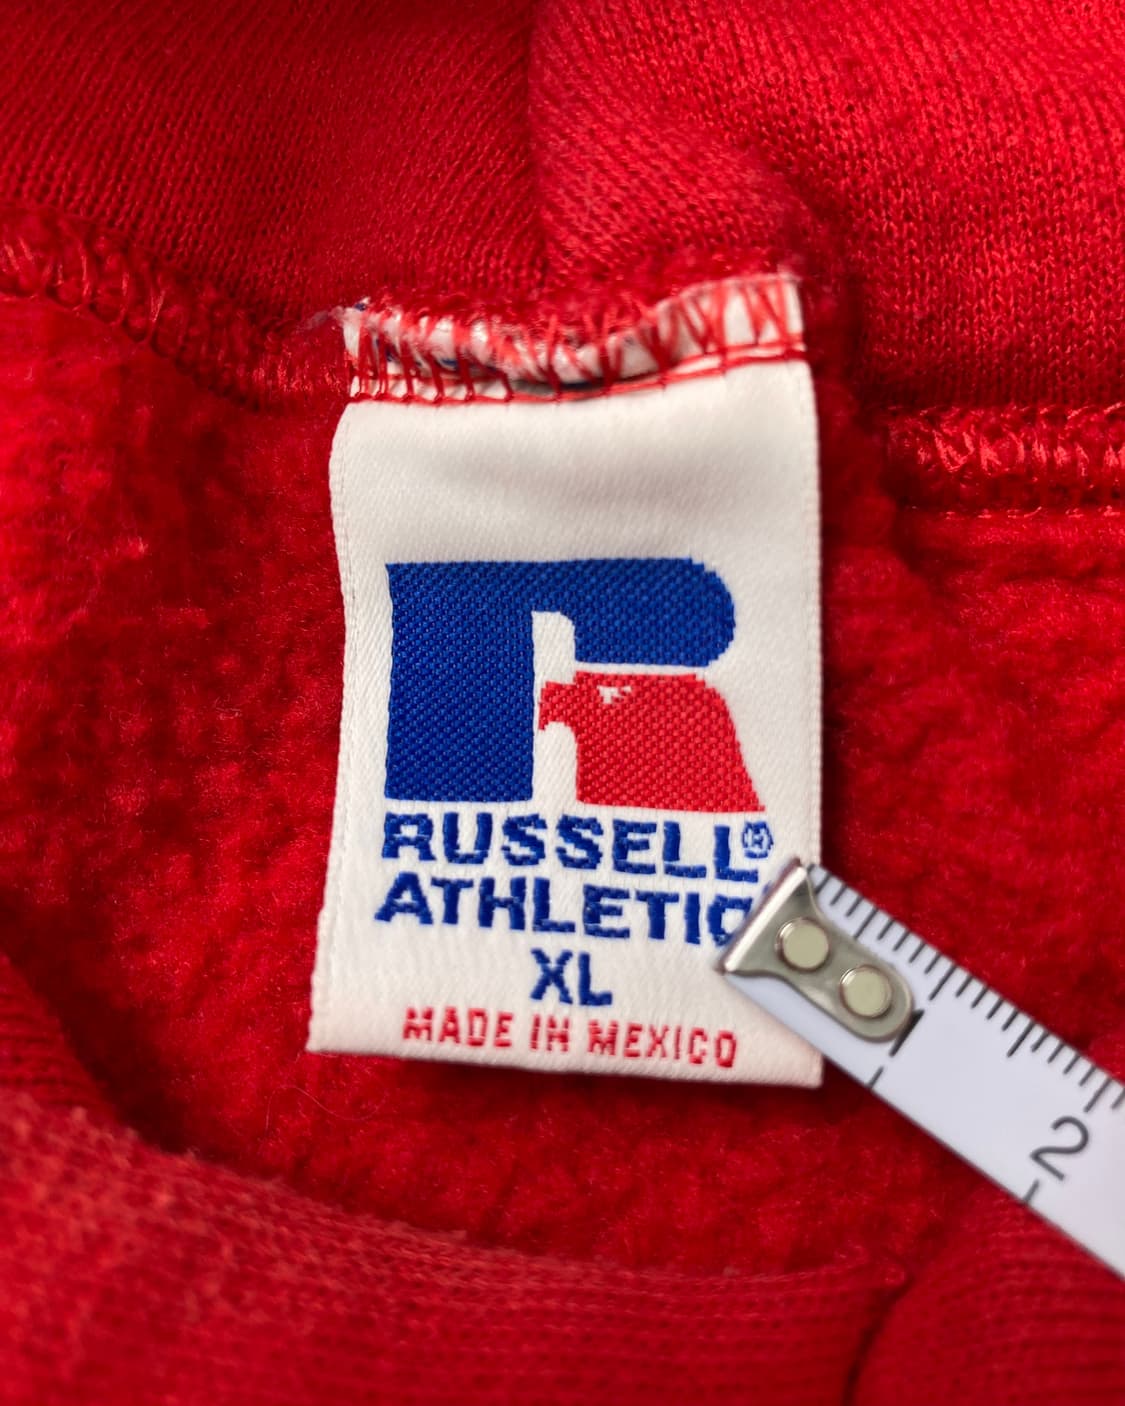 R
RUSSELL®
ATHLETIC
XL
MADE IN MEXICO
2